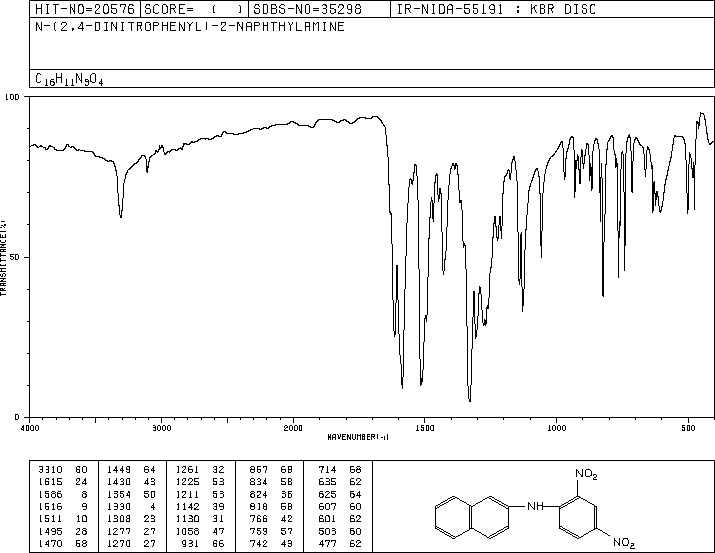 HIT-NO=20576 SCORE= ( ) SDBS-NO=35298 IR-NIDA-55191 : KBR DISC
N-(2,4-DINITROPHENYL)-2-NAPHTHYLAMINE
C16H11N3O4
100
50
0
TRANSMITTANCE(%)
4000 3000 2000 1500 1000 500
WAVENUMBER(-1)
3310 60 1449 64 1261 32 867 68 714 68
1615 24 1430 43 1225 53 834 58 635 62
1586 8 1354 50 1211 53 824 36 625 64
1516 9 1330 4 1142 39 818 58 607 60
1511 10 1308 23 1130 31 766 42 601 62
1495 28 1277 27 1058 47 759 57 503 60
1470 58 1270 27 931 66 742 43 477 62
NO2
NH
NO2